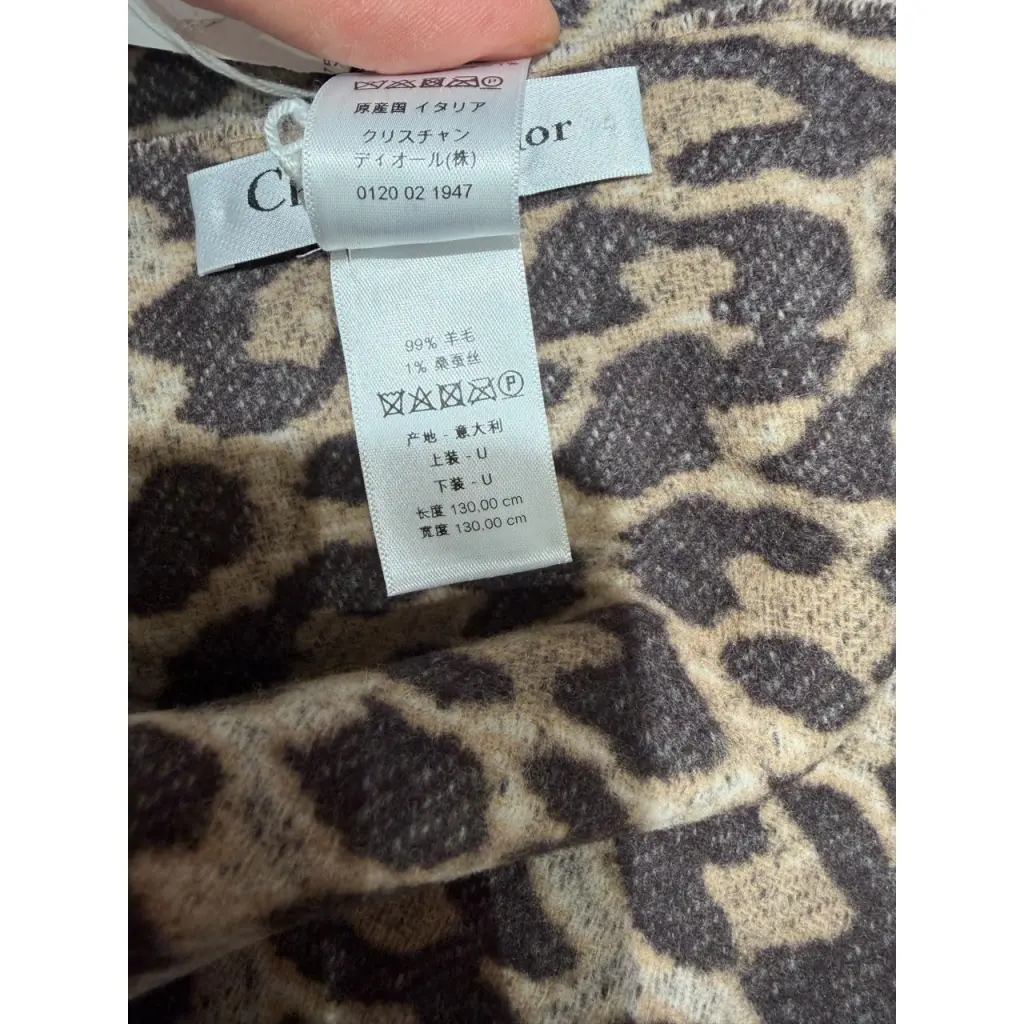 原産国 イタリア
クリスチャン
ディオール(株)
0120 02 1947
Ch
or
99% 羊毛
1% 桑蚕丝
P
产地 - 意大利
上装 - U
下装 - U
长度 130,00 cm
宽度 130,00 cm